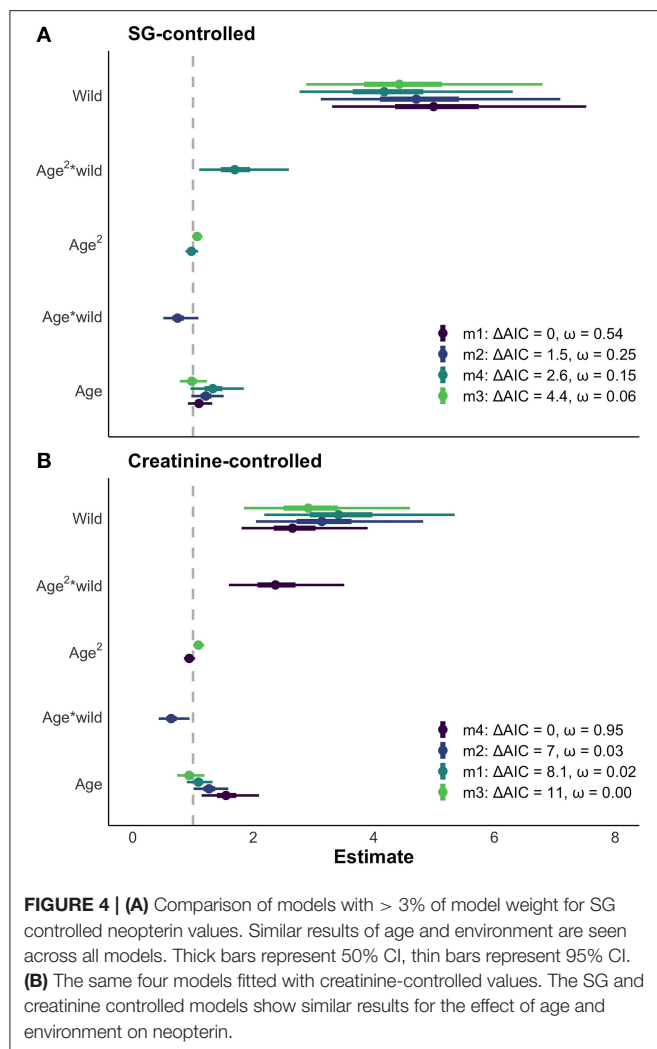 A SG-controlled
Wild
Age²*wild
Age²
Age*wild
Age
m1: ΔAIC = 0, ω = 0.54
m2: ΔAIC = 1.5, ω = 0.25
m4: ΔAIC = 2.6, ω = 0.15
m3: ΔAIC = 4.4, ω = 0.06
B Creatinine-controlled
Wild
Age²*wild
Age²
Age*wild
Age
m4: ΔAIC = 0, ω = 0.95
m2: ΔAIC = 7, ω = 0.03
m1: ΔAIC = 8.1, ω = 0.02
m3: ΔAIC = 11, ω = 0.00
0 2 4 6 8
Estimate
FIGURE 4 | (A) Comparison of models with > 3% of model weight for SG
controlled neopterin values. Similar results of age and environment are seen
across all models. Thick bars represent 50% CI, thin bars represent 95% CI.
(B) The same four models fitted with creatinine-controlled values. The SG and
creatinine controlled models show similar results for the effect of age and
environment on neopterin.